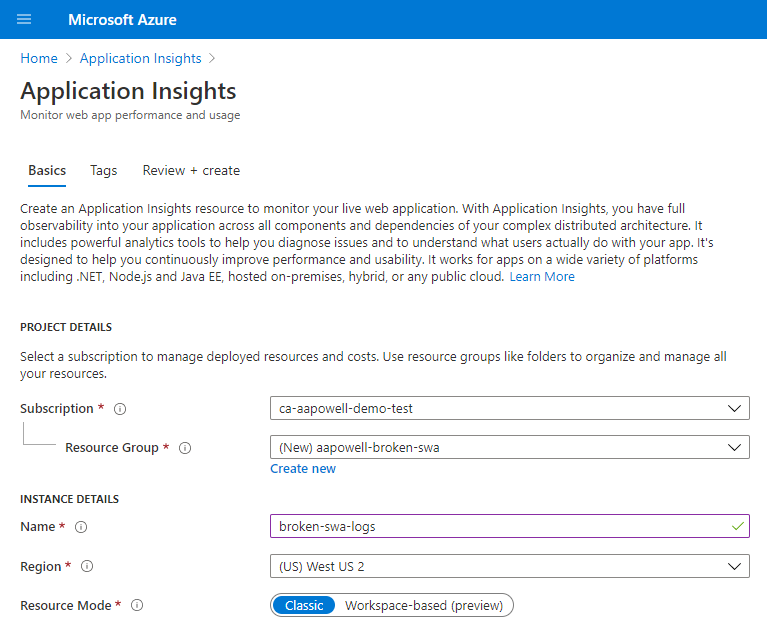 Microsoft Azure
Home > Application Insights >
Application Insights
Monitor web app performance and usage
Basics Tags Review + create
Create an Application Insights resource to monitor your live web application. With Application Insights, you have full
observability into your application across all components and dependencies of your complex distributed architecture. It
includes powerful analytics tools to help you diagnose issues and to understand what users actually do with your app. It's
designed to help you continuously improve performance and usability. It works for apps on a wide variety of platforms
including .NET, Node.js and Java EE, hosted on-premises, hybrid, or any public cloud. Learn More
PROJECT DETAILS
Select a subscription to manage deployed resources and costs. Use resource groups like folders to organize and manage all
your resources.
Subscription * ca-aapowell-demo-test
Resource Group * (New) aapowell-broken-swa
Create new
INSTANCE DETAILS
Name * broken-swa-logs
Region * (US) West US 2
Resource Mode * Classic Workspace-based (preview)